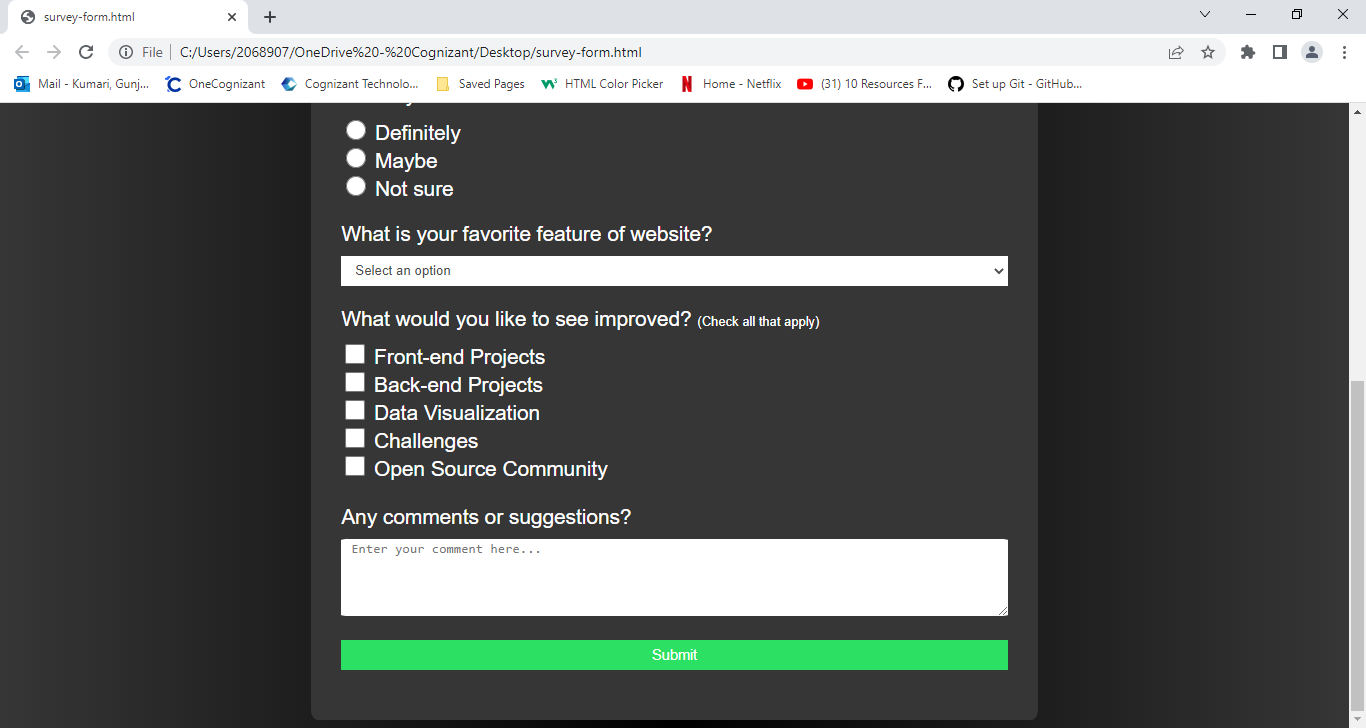 survey-form.html
File
C:/Users/2068907/OneDrive%20-%20Cognizant/Desktop/survey-form.html
Mail - Kumari, Gunj...
OneCognizant
Cognizant Technolo...
Saved Pages
HTML Color Picker
Home - Netflix
(31) 10 Resources F...
Set up Git - GitHub...
Definitely
Maybe
Not sure
What is your favorite feature of website?
Select an option
What would you like to see improved? (Check all that apply)
Front-end Projects
Back-end Projects
Data Visualization
Challenges
Open Source Community
Any comments or suggestions?
Enter your comment here...
Submit